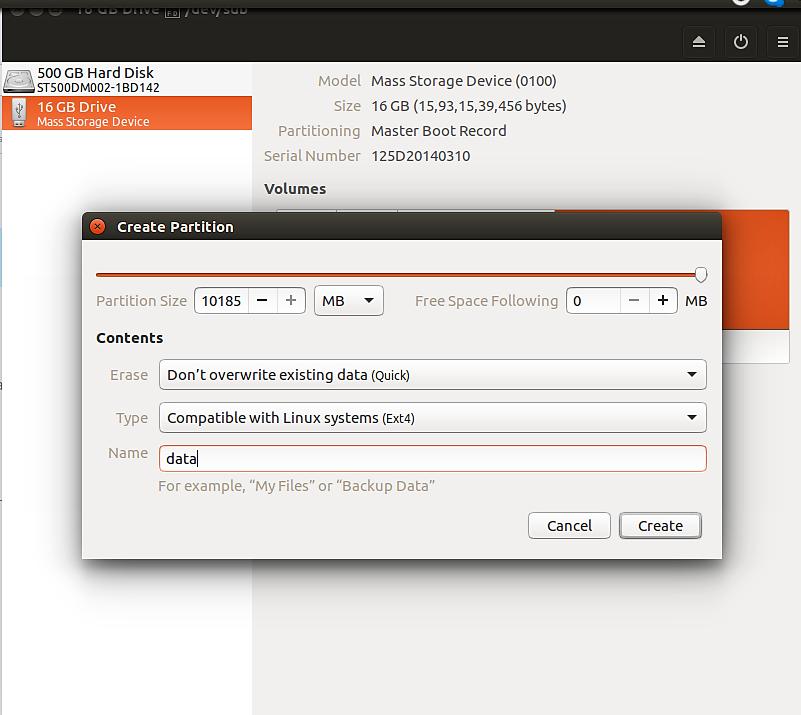 16 GB Drive /dev/sdb
500 GB Hard Disk
ST500DM002-1BD142
16 GB Drive
Mass Storage Device
Model Mass Storage Device (0100)
Size 16 GB (15,93,15,39,456 bytes)
Partitioning Master Boot Record
Serial Number 125D20140310
Volumes
Create Partition
Partition Size 10185 − + MB Free Space Following 0 − + MB
Contents
Erase Don’t overwrite existing data (Quick)
Type Compatible with Linux systems (Ext4)
Name data
For example, “My Files” or “Backup Data”
Cancel Create